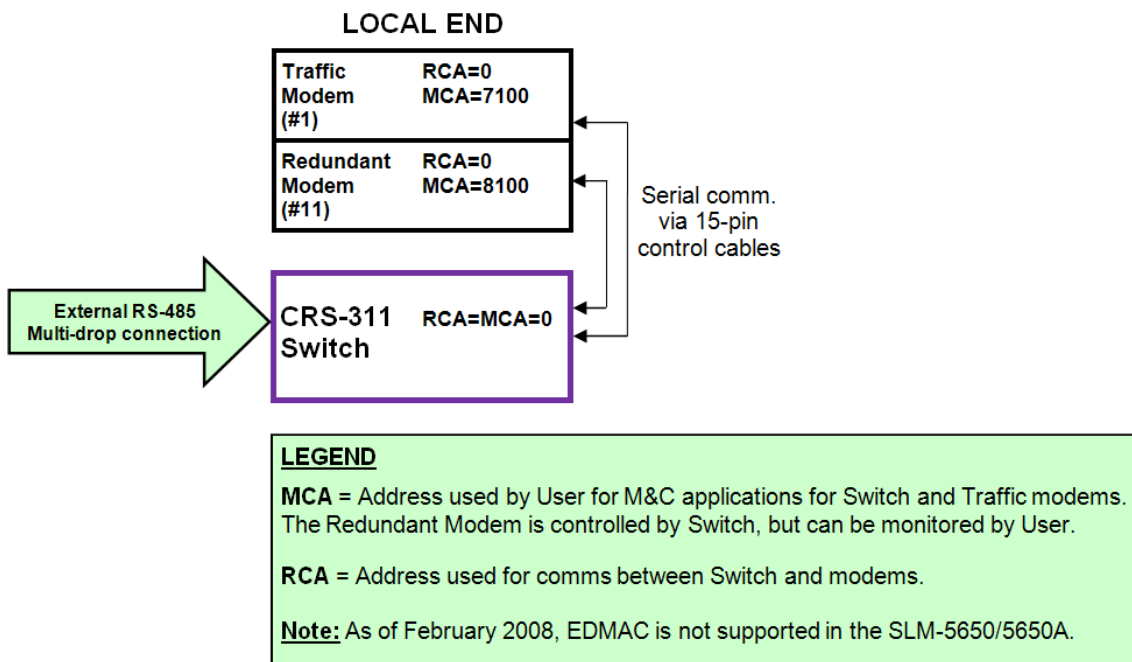 LOCAL END
Traffic RCA=0
Modem MCA=7100
(#1)
Redundant RCA=0
Modem MCA=8100
(#11)
Serial comm.
via 15-pin
control cables
External RS-485
Multi-drop connection
CRS-311 RCA=MCA=0
Switch
LEGEND
MCA = Address used by User for M&C applications for Switch and Traffic modems.
The Redundant Modem is controlled by Switch, but can be monitored by User.
RCA = Address used for comms between Switch and modems.
Note: As of February 2008, EDMAC is not supported in the SLM-5650/5650A.